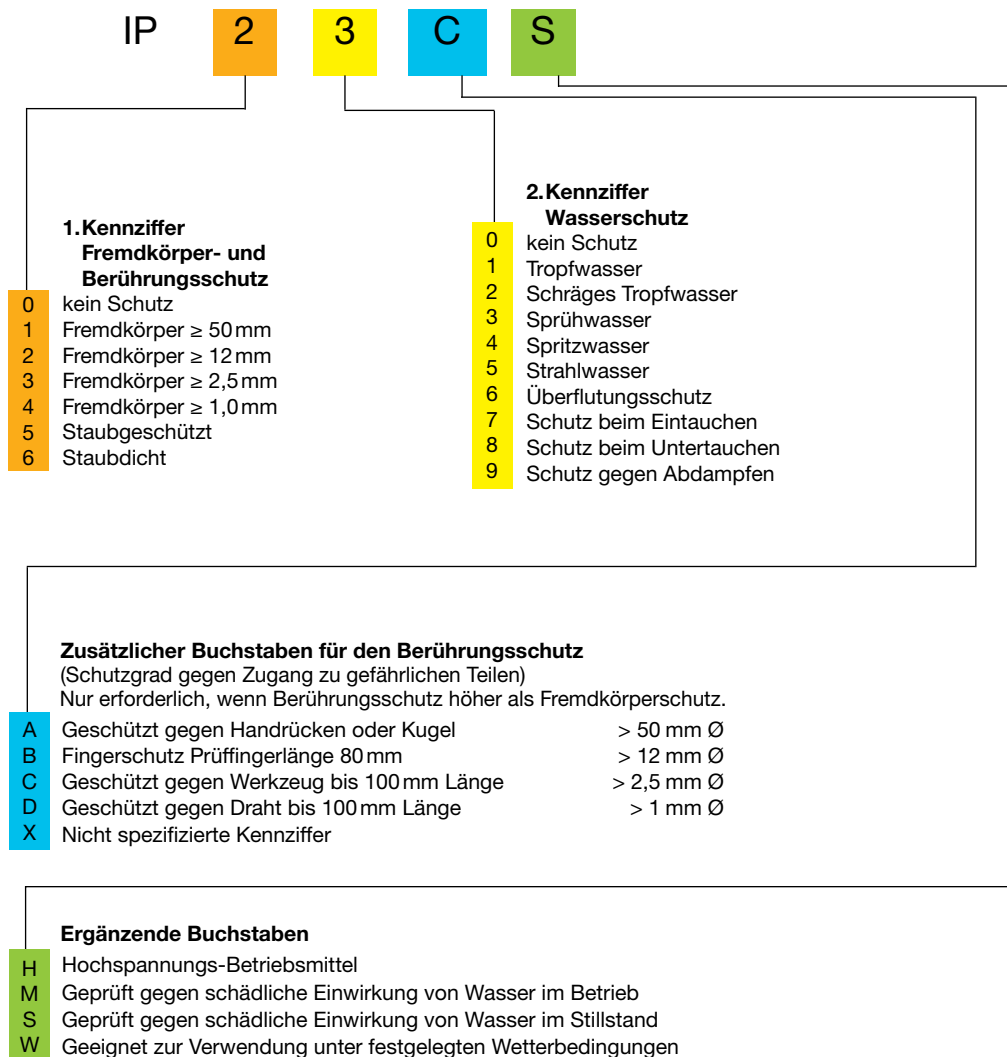 IP 2 3 C S
1. Kennziffer
Fremdkörper- und
Berührungsschutz
0 kein Schutz
1 Fremdkörper ≥ 50 mm
2 Fremdkörper ≥ 12 mm
3 Fremdkörper ≥ 2,5 mm
4 Fremdkörper ≥ 1,0 mm
5 Staubgeschützt
6 Staubdicht
2. Kennziffer
Wasserschutz
0 kein Schutz
1 Tropfwasser
2 Schräges Tropfwasser
3 Sprühwasser
4 Spritzwasser
5 Strahlwasser
6 Überflutungsschutz
7 Schutz beim Eintauchen
8 Schutz beim Untertauchen
9 Schutz gegen Abdampfen
Zusätzlicher Buchstaben für den Berührungsschutz
(Schutzgrad gegen Zugang zu gefährlichen Teilen)
Nur erforderlich, wenn Berührungsschutz höher als Fremdkörperschutz.
A Geschützt gegen Handrücken oder Kugel > 50 mm Ø
B Fingerschutz Prüffingerlänge 80 mm > 12 mm Ø
C Geschützt gegen Werkzeug bis 100 mm Länge > 2,5 mm Ø
D Geschützt gegen Draht bis 100 mm Länge > 1 mm Ø
X Nicht spezifizierte Kennziffer
Ergänzende Buchstaben
H Hochspannungs-Betriebsmittel
M Geprüft gegen schädliche Einwirkung von Wasser im Betrieb
S Geprüft gegen schädliche Einwirkung von Wasser im Stillstand
W Geeignet zur Verwendung unter festgelegten Wetterbedingungen